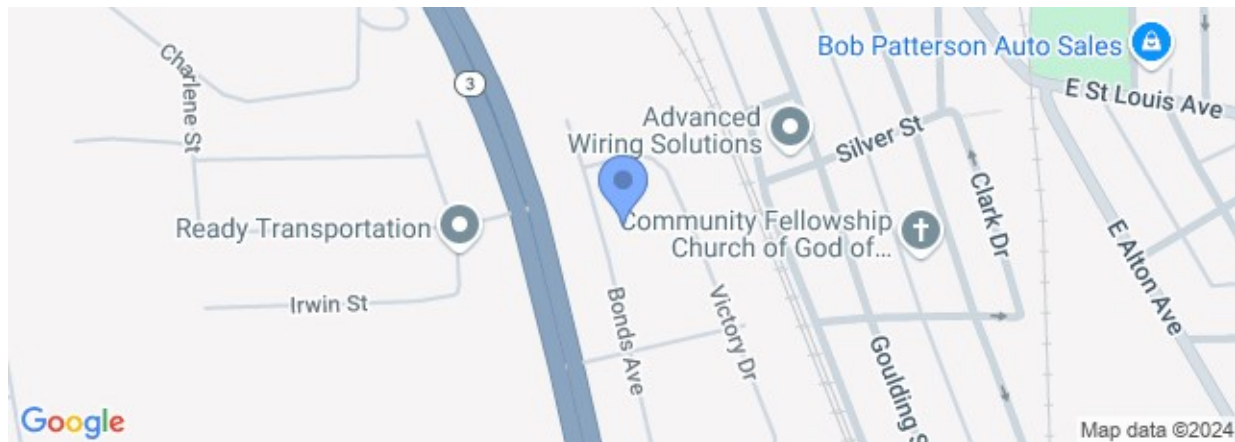 Charlene St
3
Bob Patterson Auto Sales
E St Louis Ave
Advanced
Wiring Solutions
Silver St
Clark Dr
Ready Transportation
Community Fellowship
Church of God of...
E Alton Ave
Irwin St
Bonds Ave
Victory Dr
Goulding S
Google
Map data ©2024